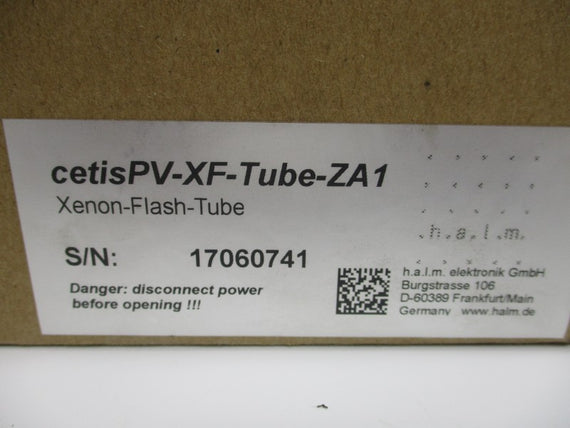 cetisPV-XF-Tube-ZA1
Xenon-Flash-Tube
S/N: 17060741
Danger: disconnect power
before opening !!!
.h.a.l.m.
h.a.l.m. elektronik GmbH
Burgstrasse 106
D-60389 Frankfurt/Main
Germany www.halm.de